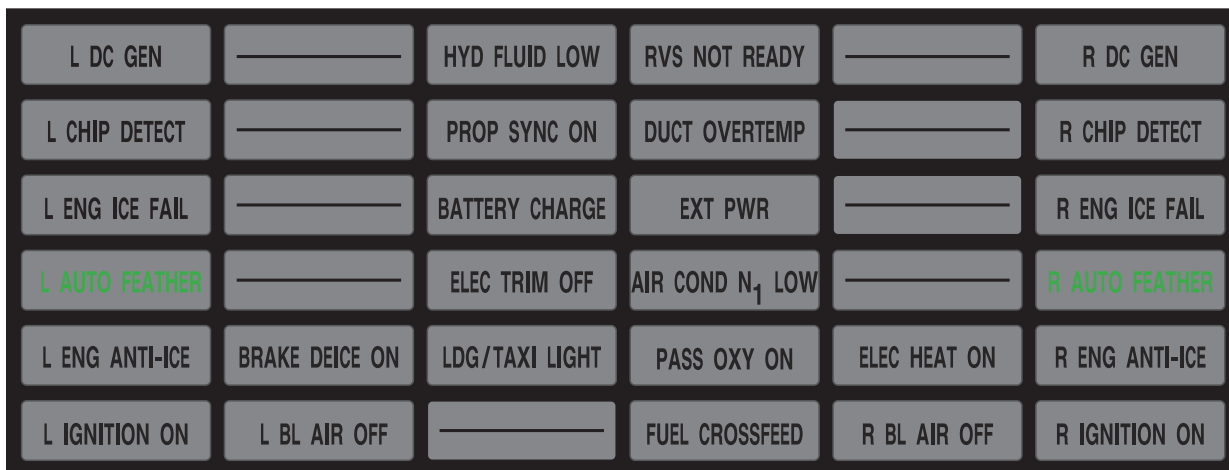 L DC GEN HYD FLUID LOW RVS NOT READY R DC GEN
L CHIP DETECT PROP SYNC ON DUCT OVERTEMP R CHIP DETECT
L ENG ICE FAIL BATTERY CHARGE EXT PWR R ENG ICE FAIL
L AUTO FEATHER ELEC TRIM OFF AIR COND N₁ LOW R AUTO FEATHER
L ENG ANTI-ICE BRAKE DEICE ON LDG/TAXI LIGHT PASS OXY ON ELEC HEAT ON R ENG ANTI-ICE
L IGNITION ON L BL AIR OFF FUEL CROSSFEED R BL AIR OFF R IGNITION ON